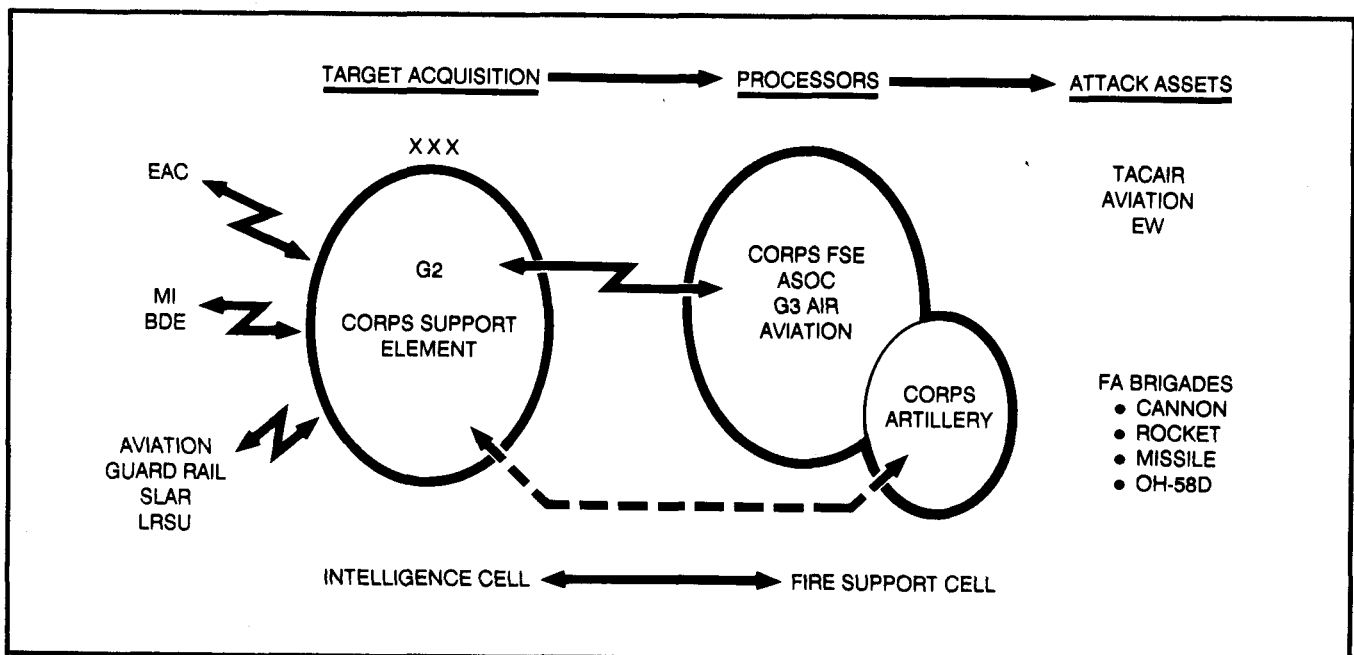 TARGET ACQUISITION
PROCESSORS
ATTACK ASSETS
XXX
EAC
MI
BDE
AVIATION
GUARD RAIL
SLAR
LRSU
G2
CORPS SUPPORT
ELEMENT
CORPS FSE
ASOC
G3 AIR
AVIATION
CORPS
ARTILLERY
TACAIR
AVIATION
EW
FA BRIGADES
• CANNON
• ROCKET
• MISSILE
• OH-58D
INTELLIGENCE CELL
FIRE SUPPORT CELL